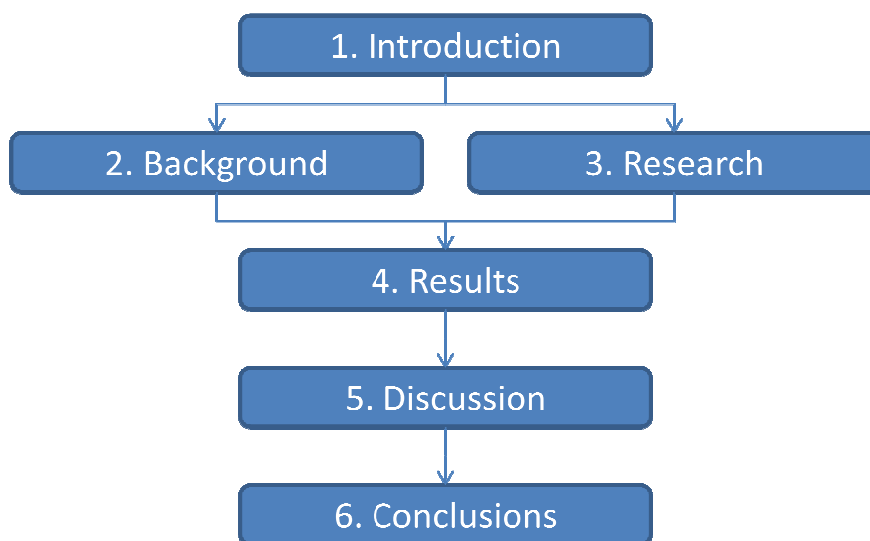 1. Introduction
2. Background
3. Research
4. Results
5. Discussion
6. Conclusions